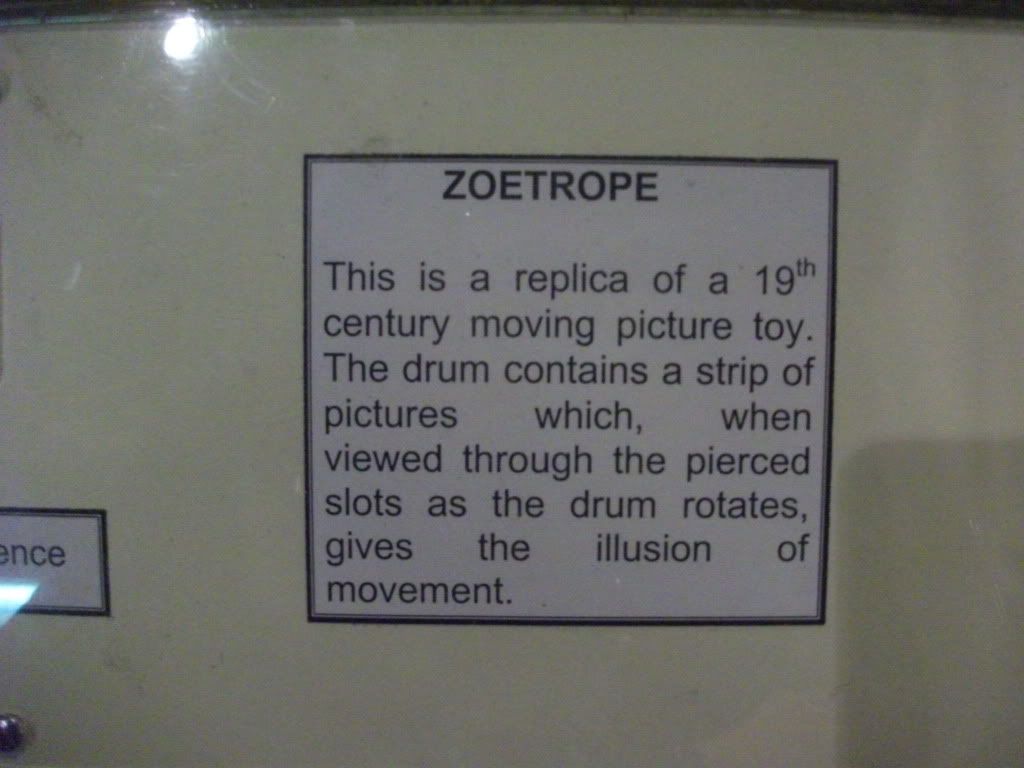 ZOETROPE
This is a replica of a 19th
century moving picture toy.
The drum contains a strip of
pictures which, when
viewed through the pierced
slots as the drum rotates,
gives the illusion of
movement.